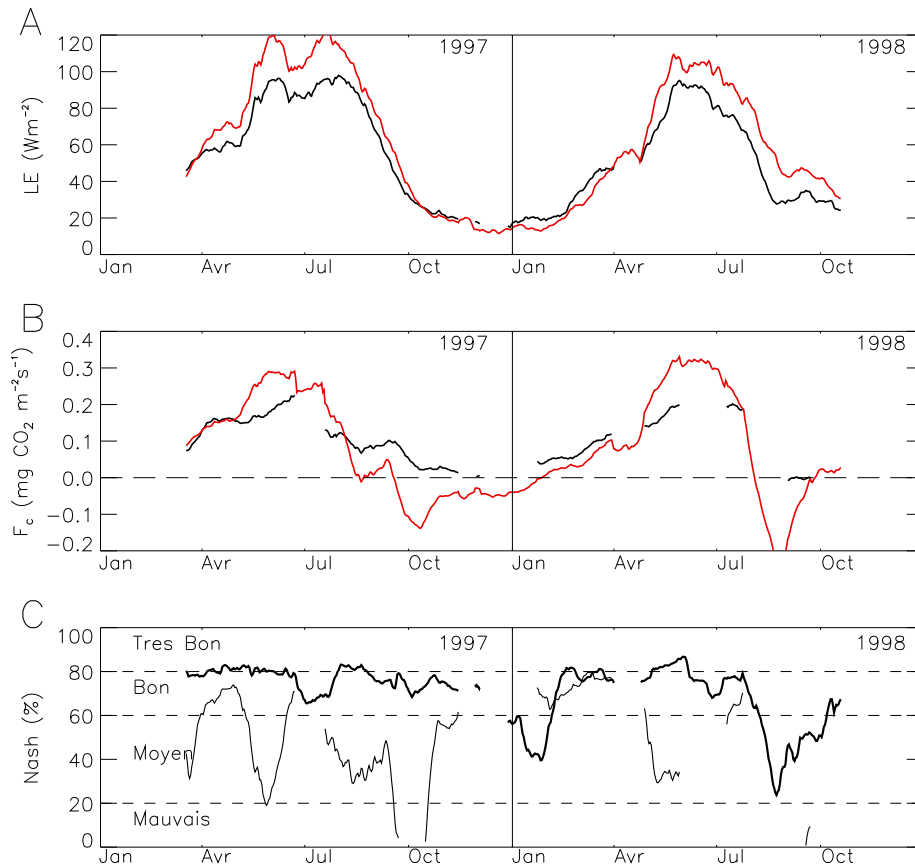 A
1997
1998
120
100
80
60
40
20
0
LE (Wm⁻²)
Jan Avr Jul Oct Jan Avr Jul Oct
B
1997
1998
0.4
0.3
0.2
0.1
0.0
−0.1
−0.2
F_c (mg CO₂ m⁻²s⁻¹)
Jan Avr Jul Oct Jan Avr Jul Oct
C
1997
1998
100
80
60
40
20
0
Nash (%)
Tres Bon
Bon
Moyen
Mauvais
Jan Avr Jul Oct Jan Avr Jul Oct